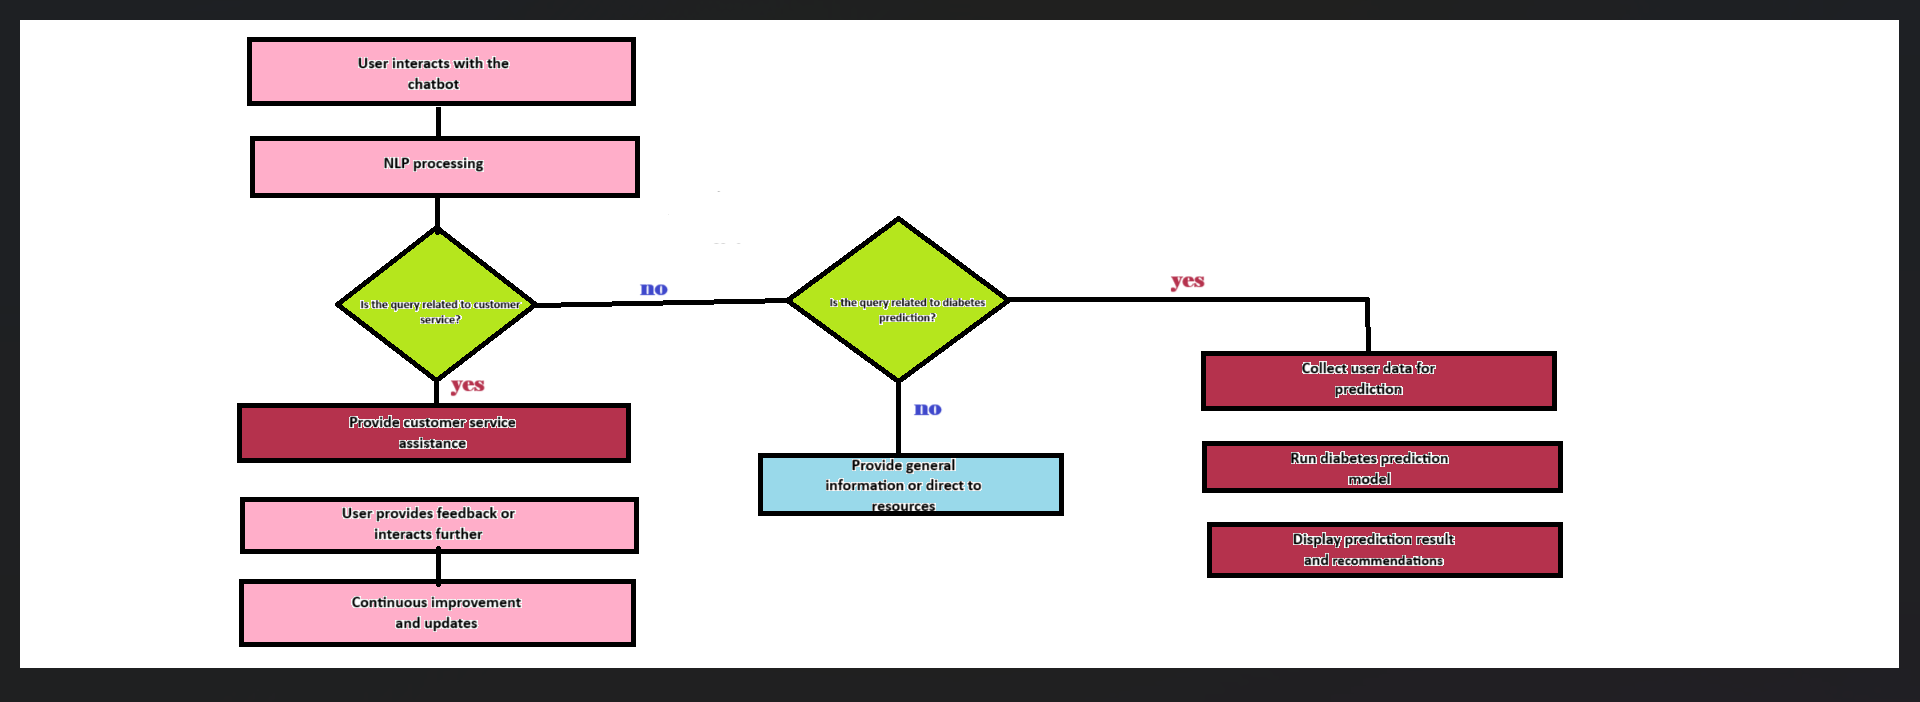 User interacts with the
chatbot
NLP processing
Is the query related to customer
service?
no
yes
Provide customer service
assistance
User provides feedback or
interacts further
Continuous improvement
and updates
Is the query related to diabetes
prediction?
yes
no
Provide general
information or direct to
resources
Collect user data for
prediction
Run diabetes prediction
model
Display prediction result
and recommendations